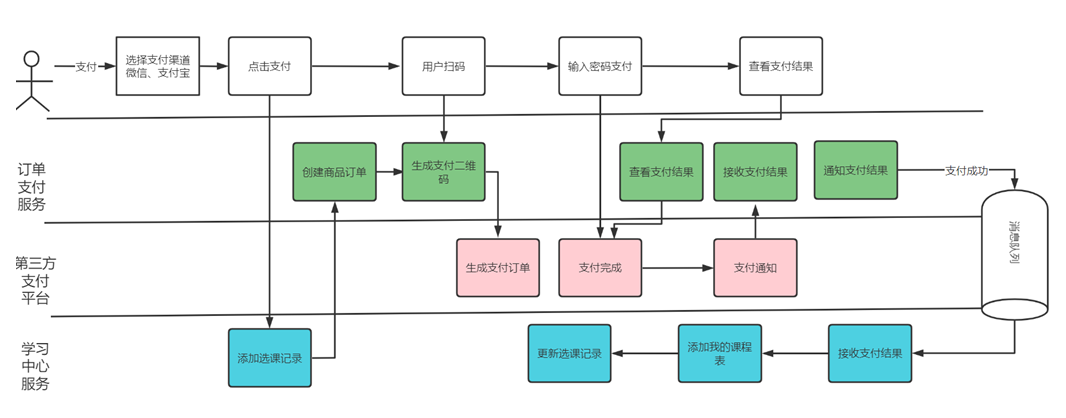 支付
选择支付渠道
微信、支付宝
点击支付
用户扫码
输入密码支付
查看支付结果
订单
支付
服务
创建商品订单
生成支付二维
码
查看支付结果
接收支付结果
通知支付结果
支付成功
消息队列
第三方
支付
平台
生成支付订单
支付完成
支付通知
学习
中心
服务
添加选课记录
更新选课记录
添加我的课程
表
接收支付结果